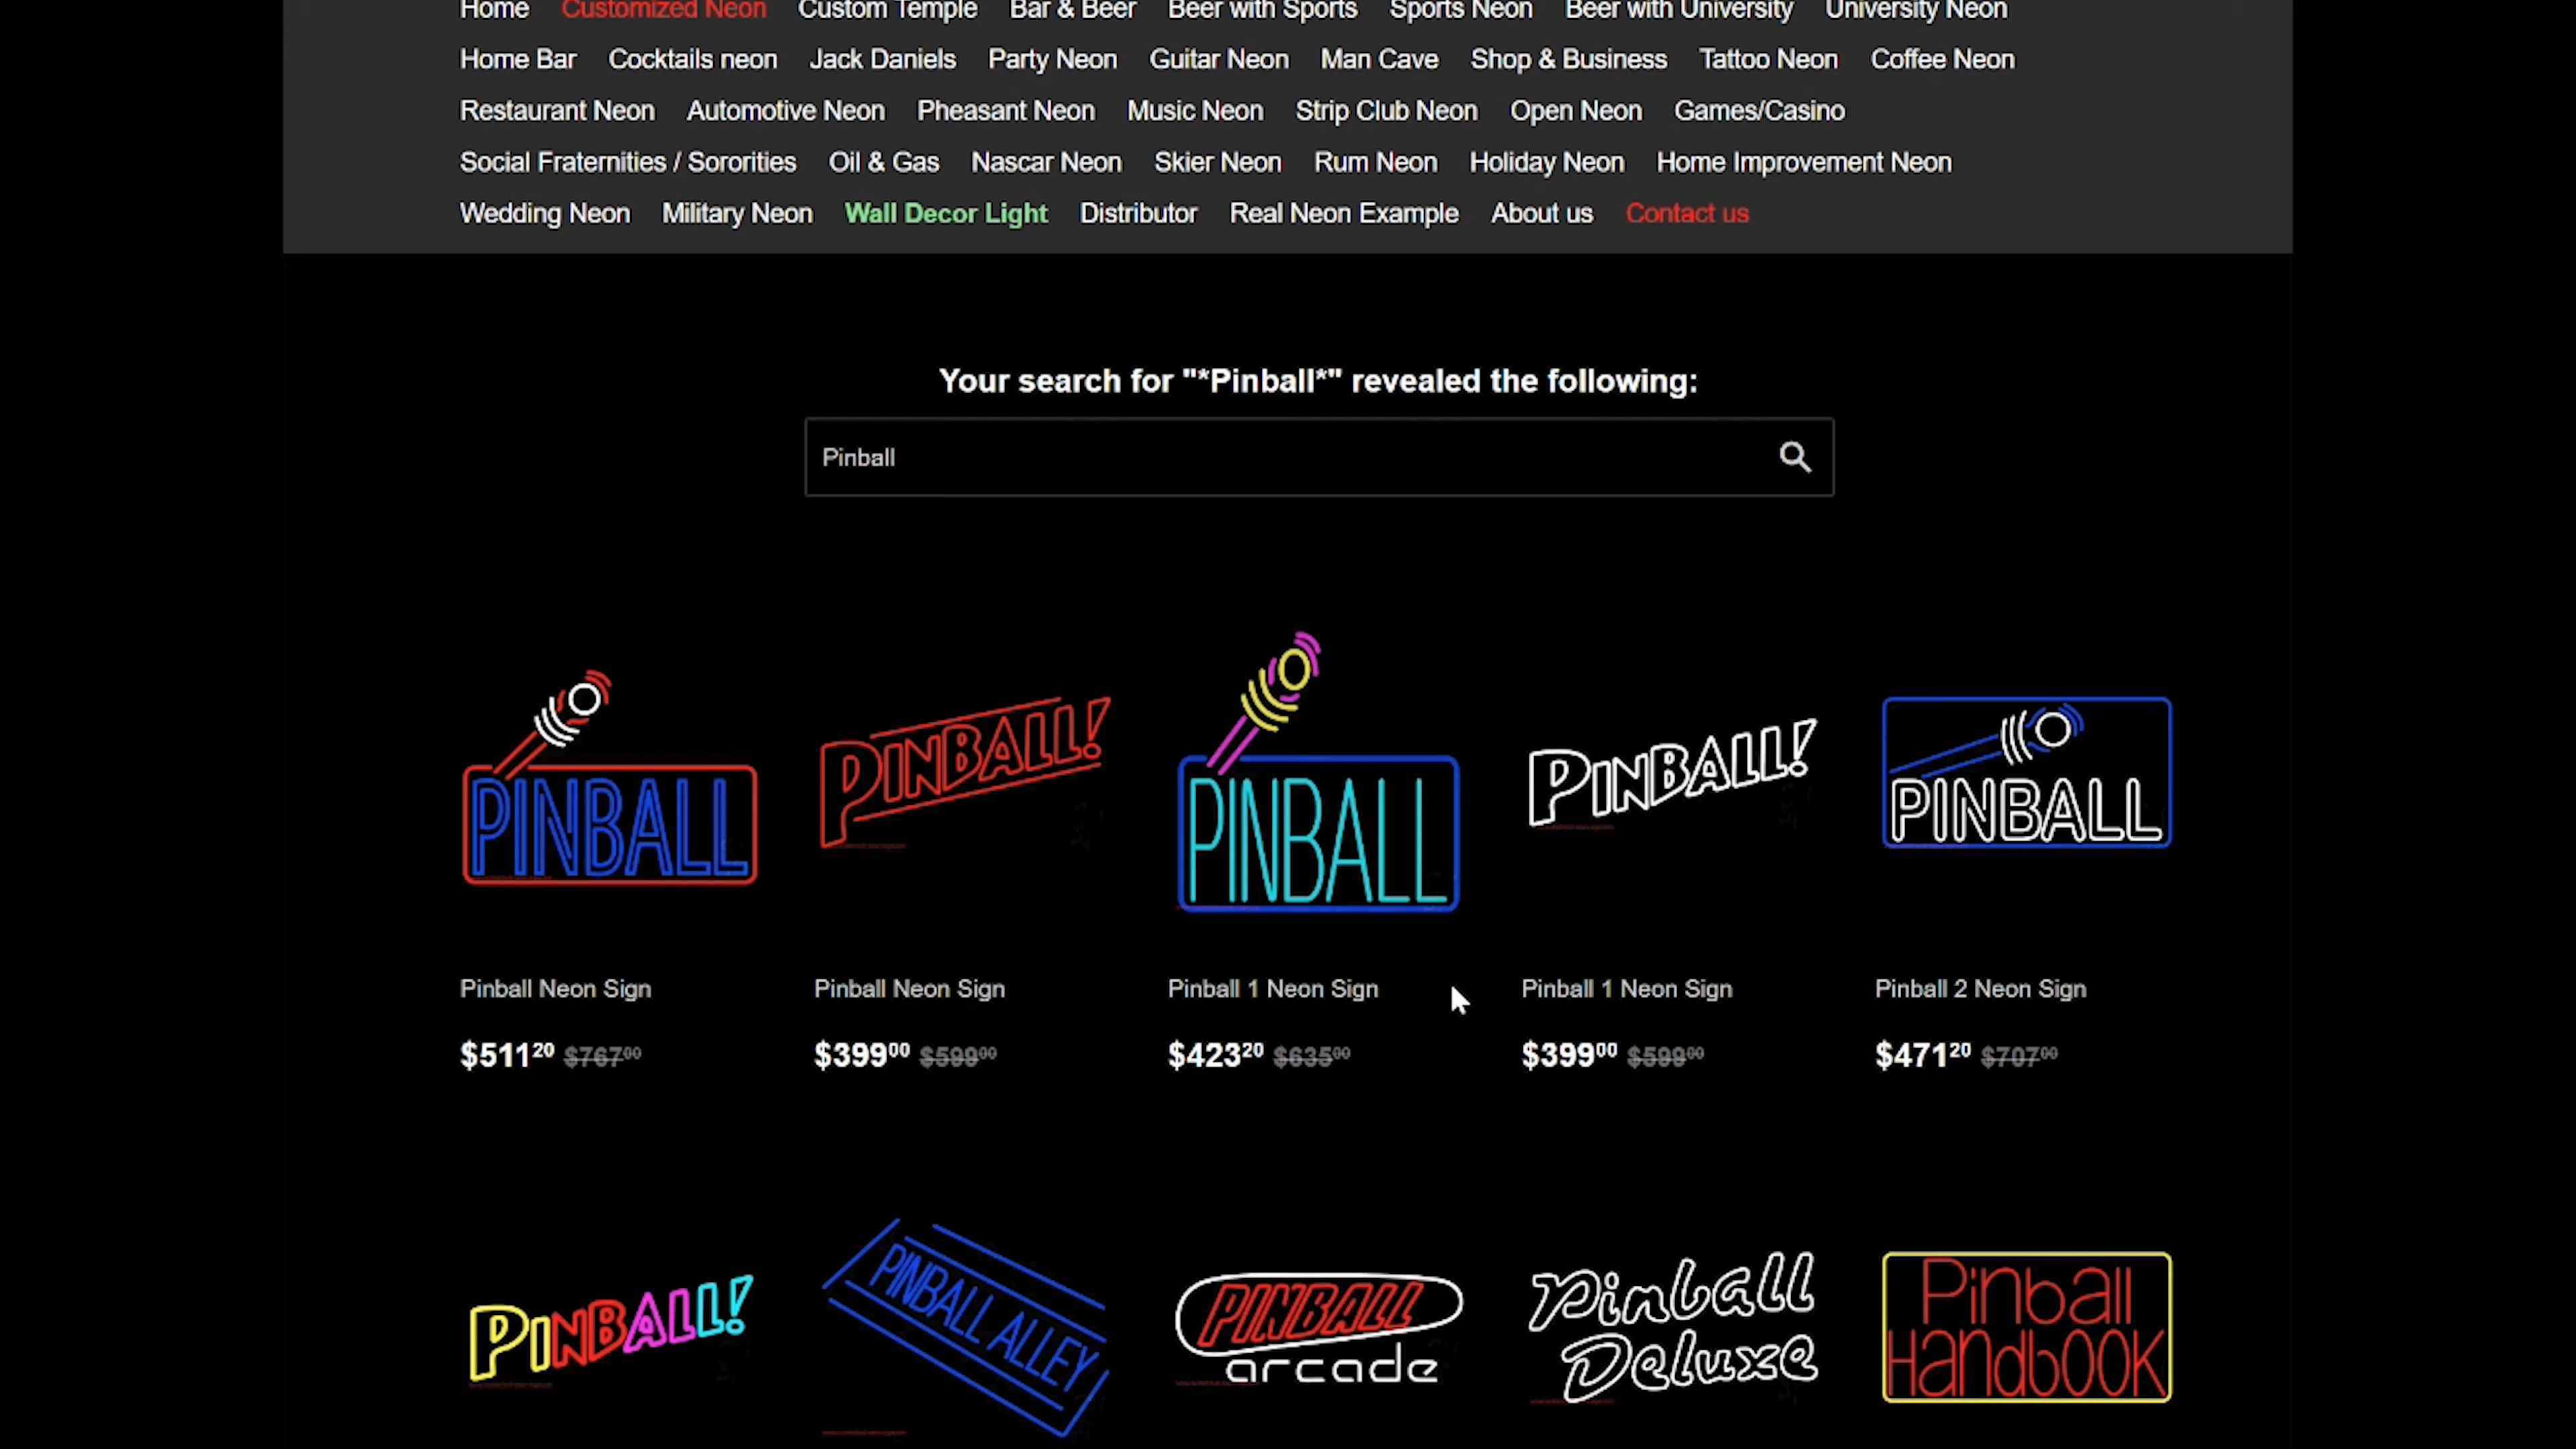 Home Customized Neon Custom Temple Bar & Beer Beer with Sports Sports Neon Beer with University University Neon
Home Bar Cocktails neon Jack Daniels Party Neon Guitar Neon Man Cave Shop & Business Tattoo Neon Coffee Neon
Restaurant Neon Automotive Neon Pheasant Neon Music Neon Strip Club Neon Open Neon Games/Casino
Social Fraternities / Sororities Oil & Gas Nascar Neon Skier Neon Rum Neon Holiday Neon Home Improvement Neon
Wedding Neon Military Neon Wall Decor Light Distributor Real Neon Example About us Contact us
Your search for "*Pinball*" revealed the following:
Pinball
PINBALL
PINBALL!
PINBALL
PINBALL!
PINBALL
Pinball Neon Sign
Pinball Neon Sign
Pinball 1 Neon Sign
Pinball 1 Neon Sign
Pinball 2 Neon Sign
$51120 $76700
$39900 $59900
$42320 $63500
$39900 $59900
$47120 $70700
PINBALL!
PINBALL ALLEY
PINBALL
arcade
Pinball
Deluxe
Pinball
HandbOOK